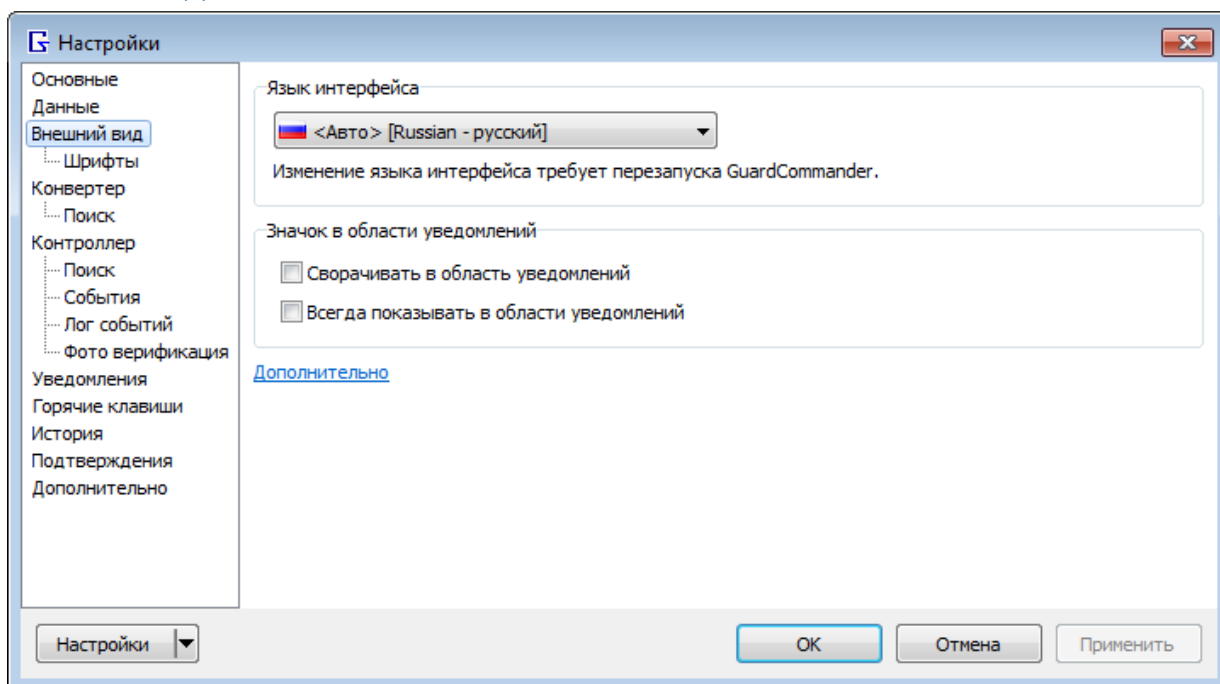 Настройки
Основные
Данные
Внешний вид
Шрифты
Конвертер
Поиск
Контроллер
Поиск
События
Лог событий
Фото верификация
Уведомления
Горячие клавиши
История
Подтверждения
Дополнительно
Язык интерфейса
<Авто> [Russian - русский]
Изменение языка интерфейса требует перезапуска GuardCommander.
Значок в области уведомлений
Сворачивать в область уведомлений
Всегда показывать в области уведомлений
Дополнительно
Настройки
OK
Отмена
Применить